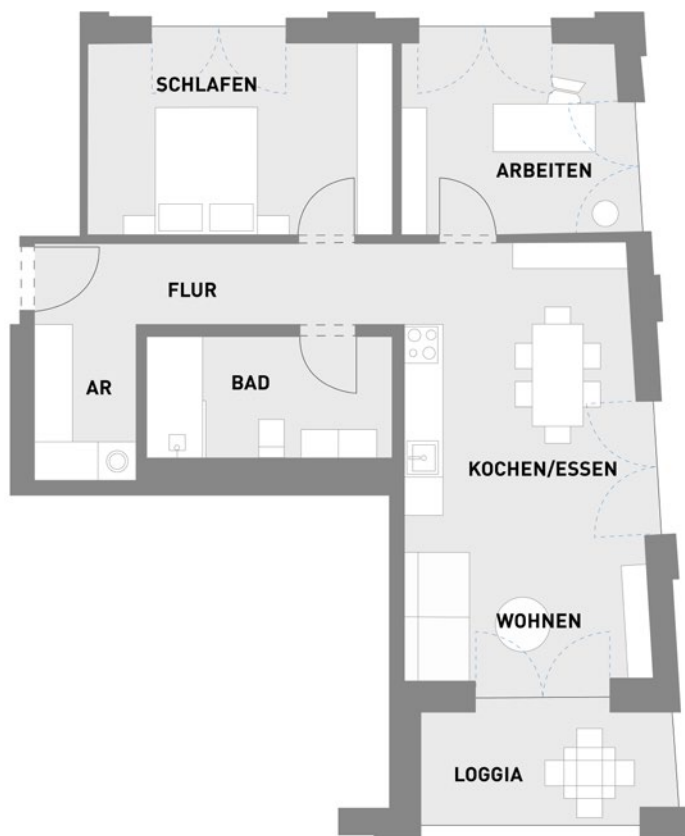 SCHLAFEN
ARBEITEN
FLUR
AR
BAD
KOCHEN/ESSEN
WOHNEN
LOGGIA